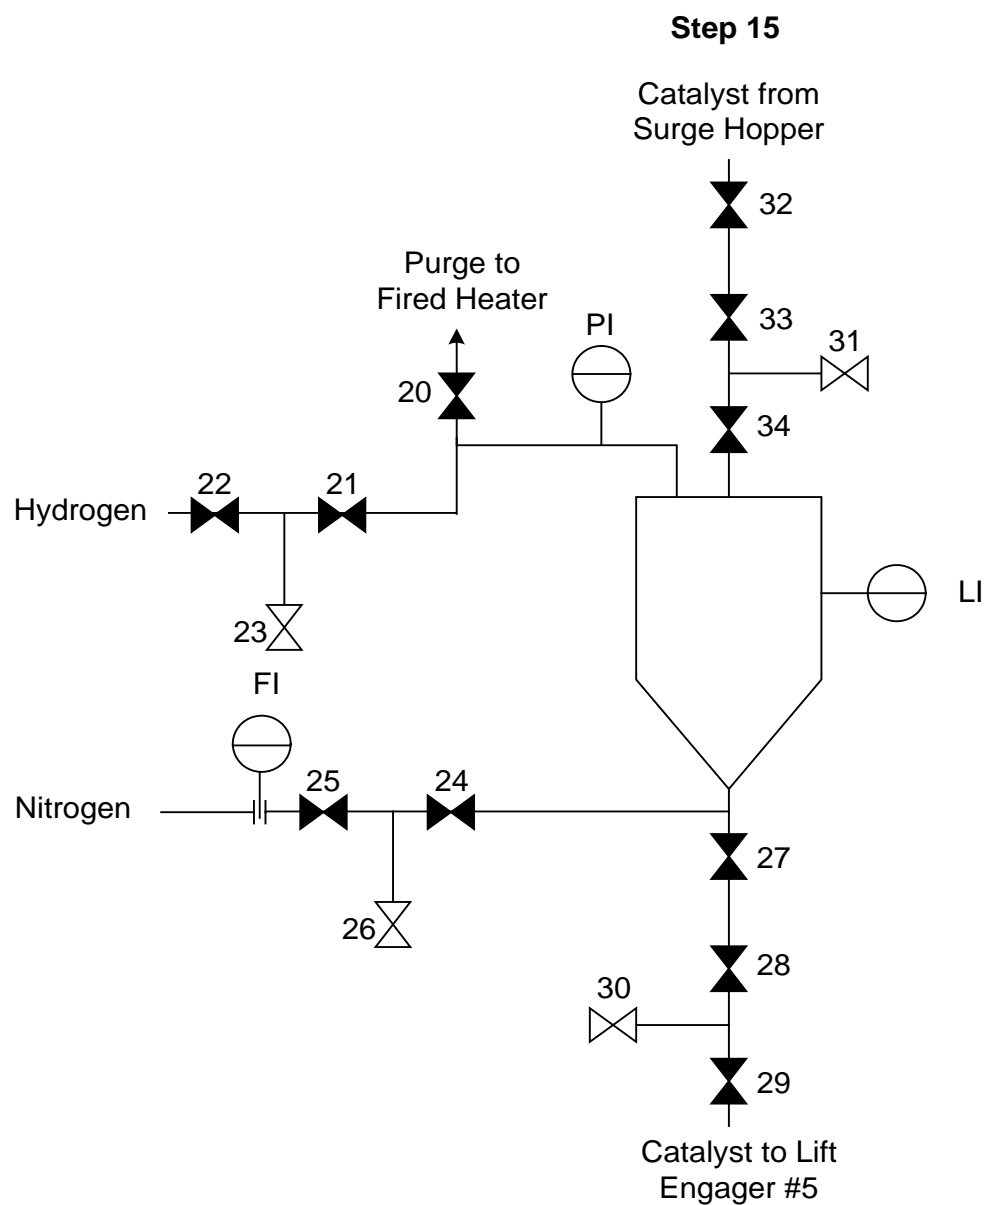 Step 15
Catalyst from
Surge Hopper
32
Purge to
Fired Heater
33
PI
31
20
34
22
21
Hydrogen
LI
23
FI
25
24
Nitrogen
27
26
28
30
29
Catalyst to Lift
Engager #5